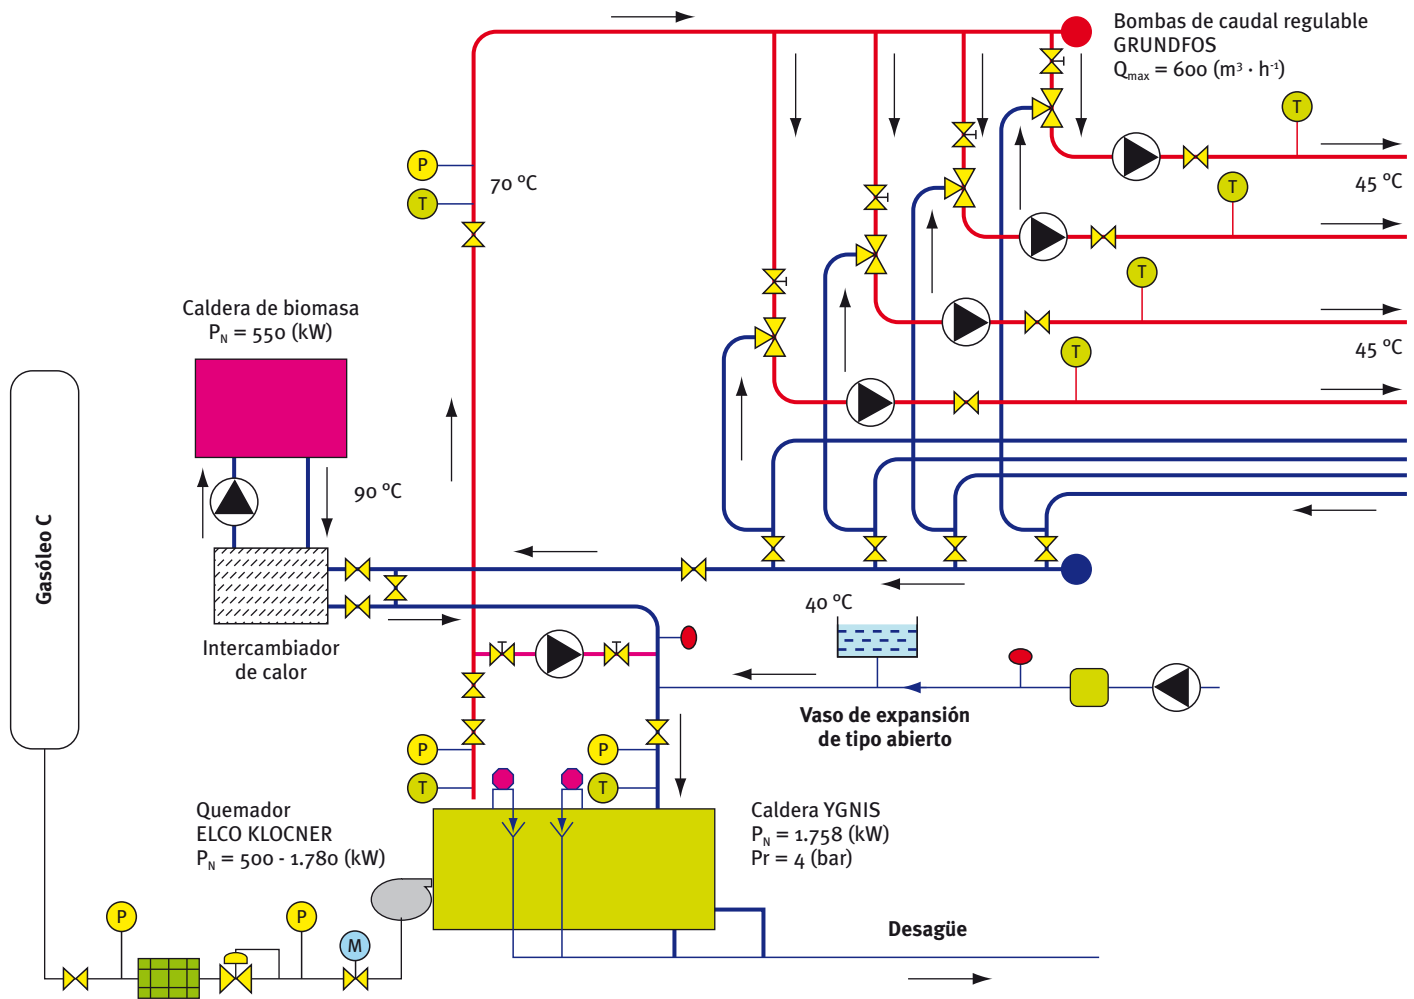 Bombas de caudal regulable
GRUNDFOS
Qmax = 600 (m³ · h⁻¹)
T
P
T
70 ºC
T
45 ºC
T
45 ºC
T
Caldera de biomasa
PN = 550 (kW)
90 ºC
Gasóleo C
Intercambiador
de calor
40 ºC
Vaso de expansión
de tipo abierto
P
T
P
T
Quemador
ELCO KLOCNER
PN = 500 - 1.780 (kW)
Caldera YGNIS
PN = 1.758 (kW)
Pr = 4 (bar)
P
P
M
Desagüe